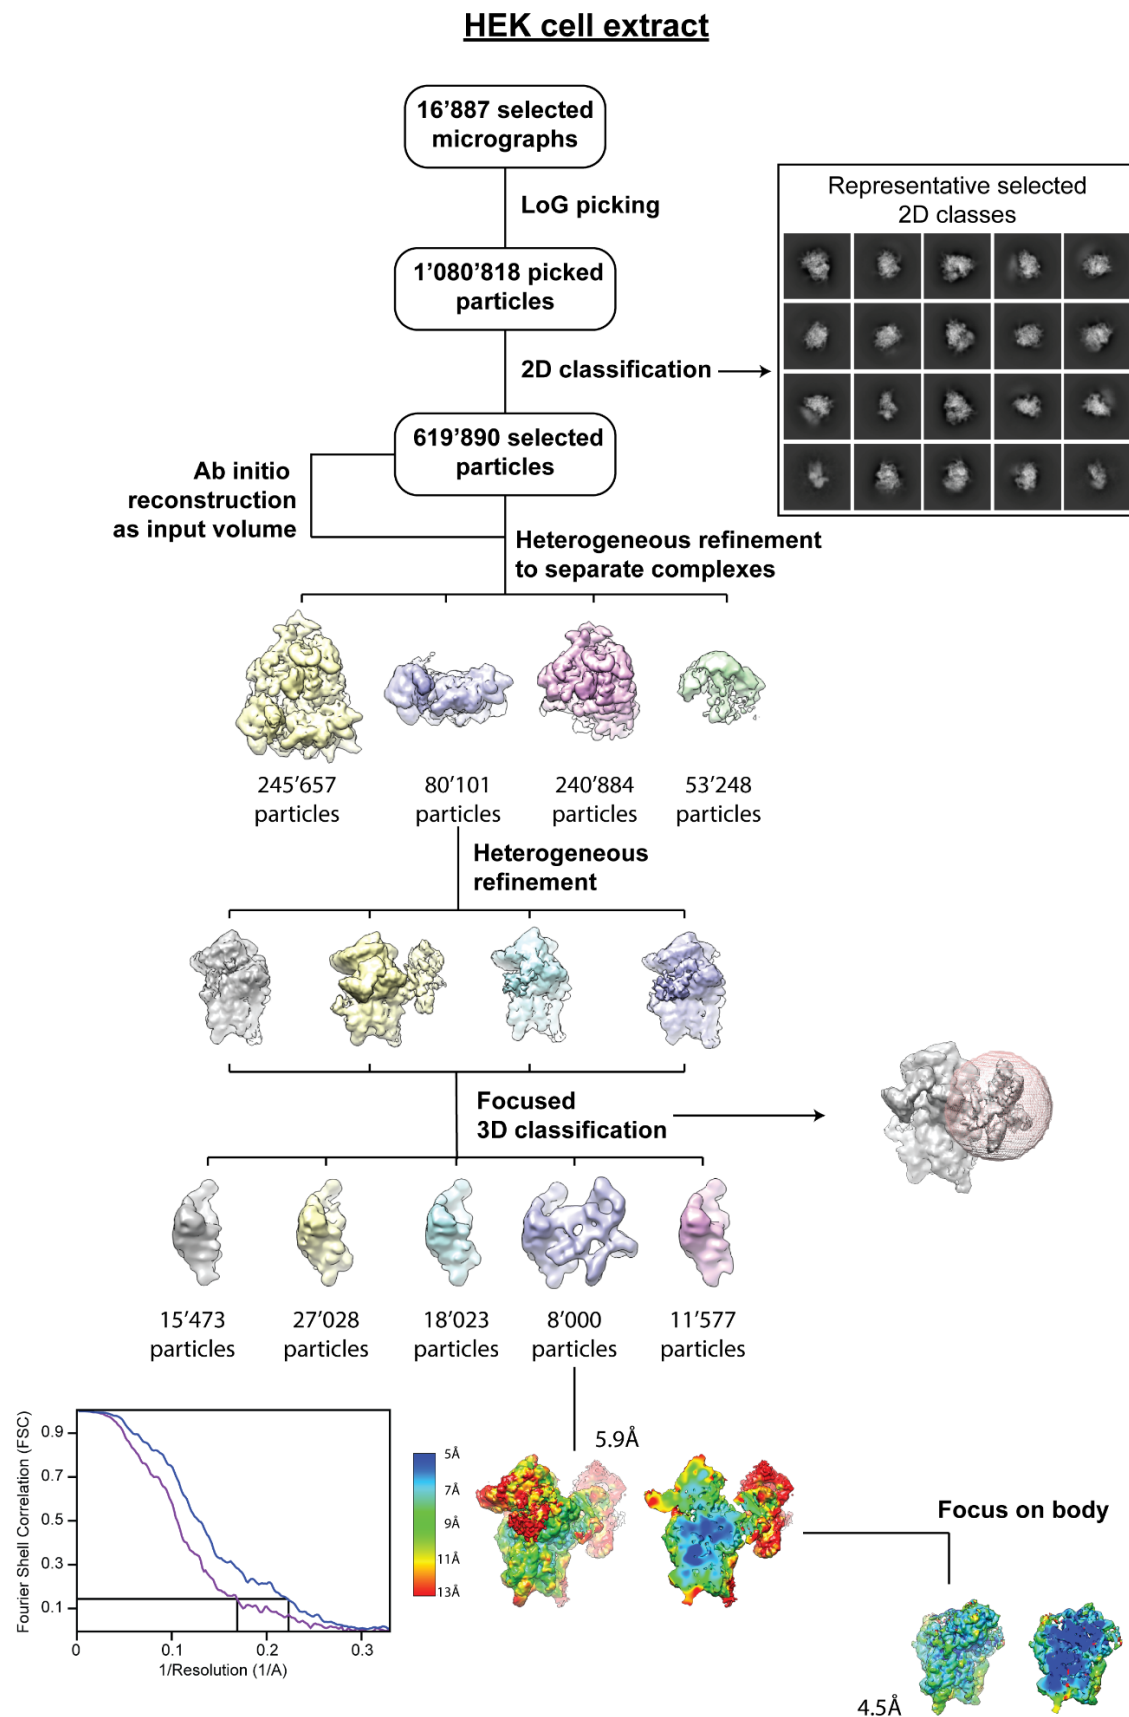 HEK cell extract
16'887 selected
micrographs
LoG picking
1'080'818 picked
particles
2D classification
Representative selected
2D classes
619'890 selected
particles
Ab initio
reconstruction
as input volume
Heterogeneous refinement
to separate complexes
245'657
particles
80'101
particles
240'884
particles
53'248
particles
Heterogeneous
refinement
Focused
3D classification
15'473
particles
27'028
particles
18'023
particles
8'000
particles
11'577
particles
Fourier Shell Correlation (FSC)
0.9
0.7
0.5
0.3
0.1
0
0.1
0.2
0.3
1/Resolution (1/A)
5Å
7Å
9Å
11Å
13Å
5.9Å
Focus on body
4.5Å